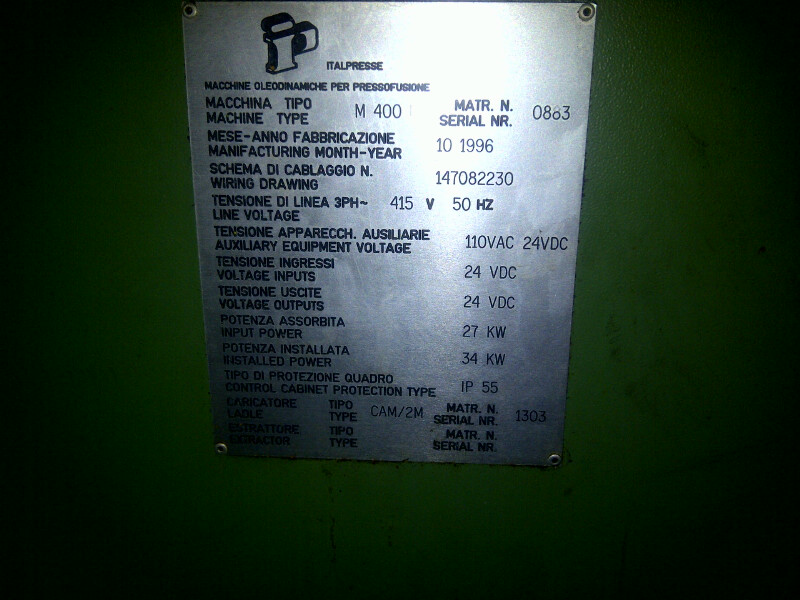 ITALPRESSE
MACCHINE OLEODINAMICHE PER PRESSOFUSIONE
MACCHINA TIPO
MACHINE TYPE M 400 MATR. N.
SERIAL NR.
MESE-ANNO FABBRICAZIONE
MANIFACTURING MONTH-YEAR 10 1996
SCHEMA DI CABLAGGIO N.
WIRING DRAWING 147082230
TENSIONE DI LINEA 3PH~ 415 V 50 HZ
LINE VOLTAGE
TENSIONE APPARECCH. AUSILIARIE
AUXILIARY EQUIPMENT VOLTAGE 110VAC 24VDC
TENSIONE INGRESSI
VOLTAGE INPUTS 24 VDC
TENSIONE USCITE
VOLTAGE OUTPUTS 24 VDC
POTENZA ASSORBITA
INPUT POWER 27 KW
POTENZA INSTALLATA
INSTALLED POWER 34 KW
TIPO DI PROTEZIONE QUADRO
CONTROL CABINET PROTECTION TYPE IP 55
CARICATORE TIPO MATR. N.
LADLE TYPE CAM/2M SERIAL NR. 1303
ESTRATTORE TIPO MATR. N.
EXTRACTOR TYPE SERIAL NR.